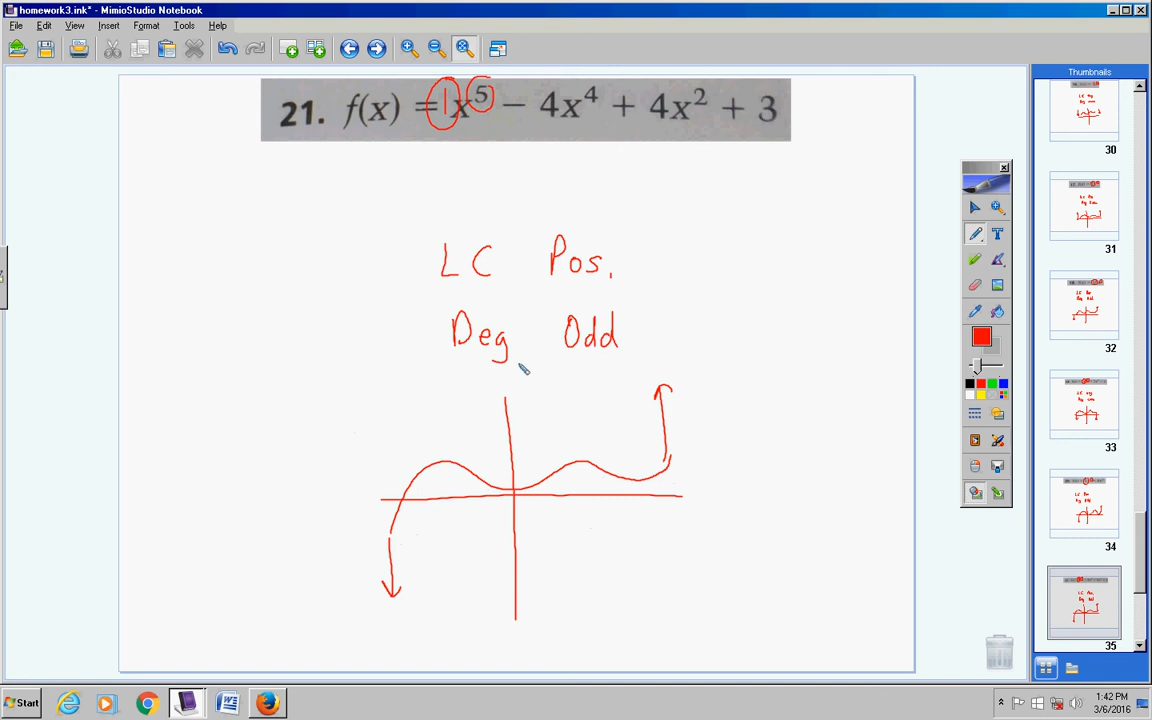 homework3.ink* - MimioStudio Notebook
File Edit View Insert Format Tools Help
Thumbnails
21. f(x) = 1x⁵ − 4x⁴ + 4x² + 3
LC Pos.
Deg Odd
30
31
32
33
34
35
T
W
Start
1:42 PM
3/6/2016